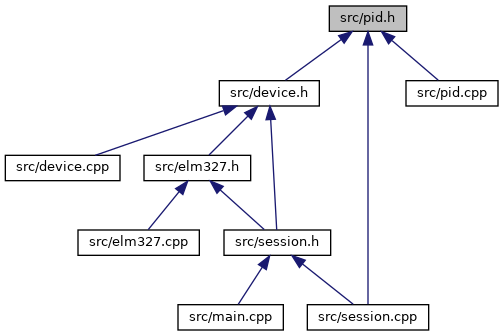 src/pid.h
src/device.h
src/pid.cpp
src/device.cpp
src/elm327.h
src/elm327.cpp
src/session.h
src/main.cpp
src/session.cpp